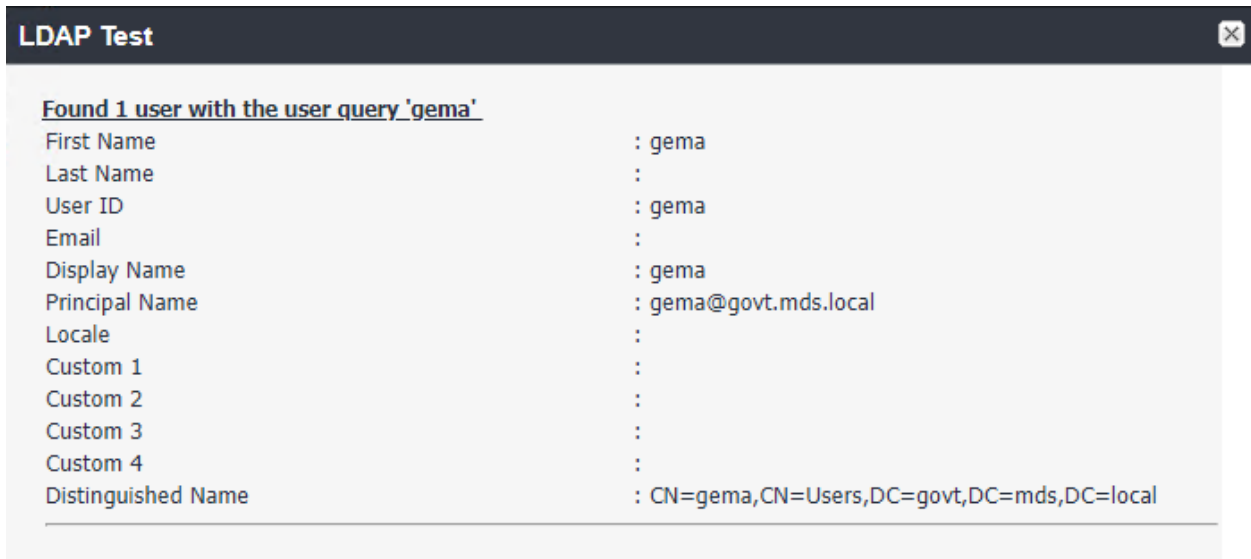 LDAP Test
Found 1 user with the user query 'gema'
First Name : gema
Last Name :
User ID : gema
Email :
Display Name : gema
Principal Name : gema@govt.mds.local
Locale :
Custom 1 :
Custom 2 :
Custom 3 :
Custom 4 :
Distinguished Name : CN=gema,CN=Users,DC=govt,DC=mds,DC=local